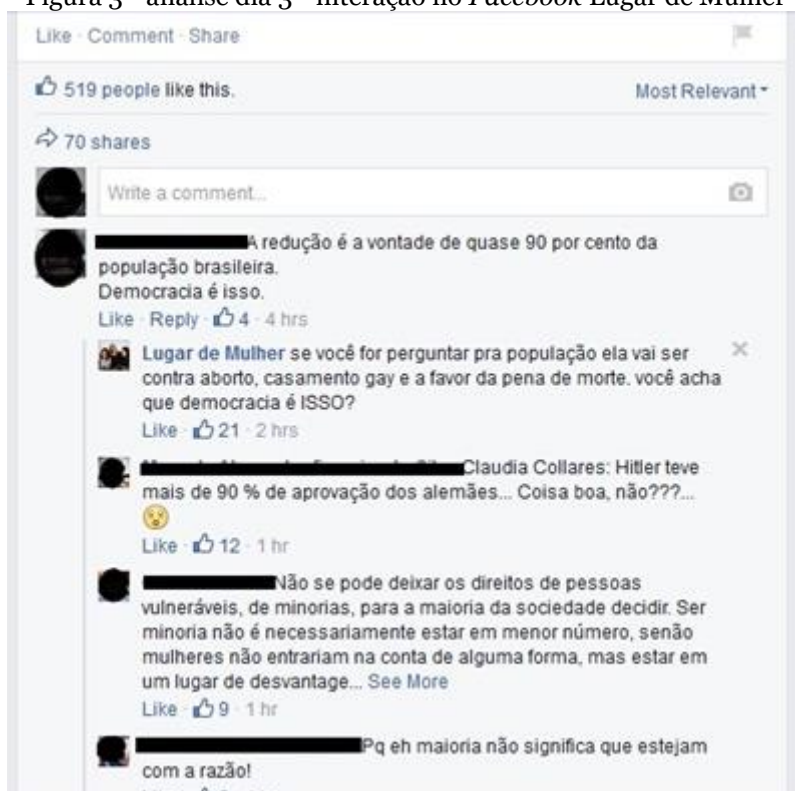 Figura 3 - análise dia 3 - interação no Facebook Lugar de Mulher
Like · Comment · Share
519 people like this.
Most Relevant
70 shares
Write a comment...
A redução é a vontade de quase 90 por cento da
população brasileira.
Democracia é isso.
Like · Reply · 4 · 4 hrs
Lugar de Mulher se você for perguntar pra população ela vai ser
contra aborto, casamento gay e a favor da pena de morte. você acha
que democracia é ISSO?
Like · 21 · 2 hrs
Claudia Collares: Hitler teve
mais de 90 % de aprovação dos alemães... Coisa boa, não???...
Like · 12 · 1 hr
Não se pode deixar os direitos de pessoas
vulneráveis, de minorias, para a maioria da sociedade decidir. Ser
minoria não é necessariamente estar em menor número, senão
mulheres não entrariam na conta de alguma forma, mas estar em
um lugar de desvantage... See More
Like · 9 · 1 hr
Pq eh maioria não significa que estejam
com a razão!